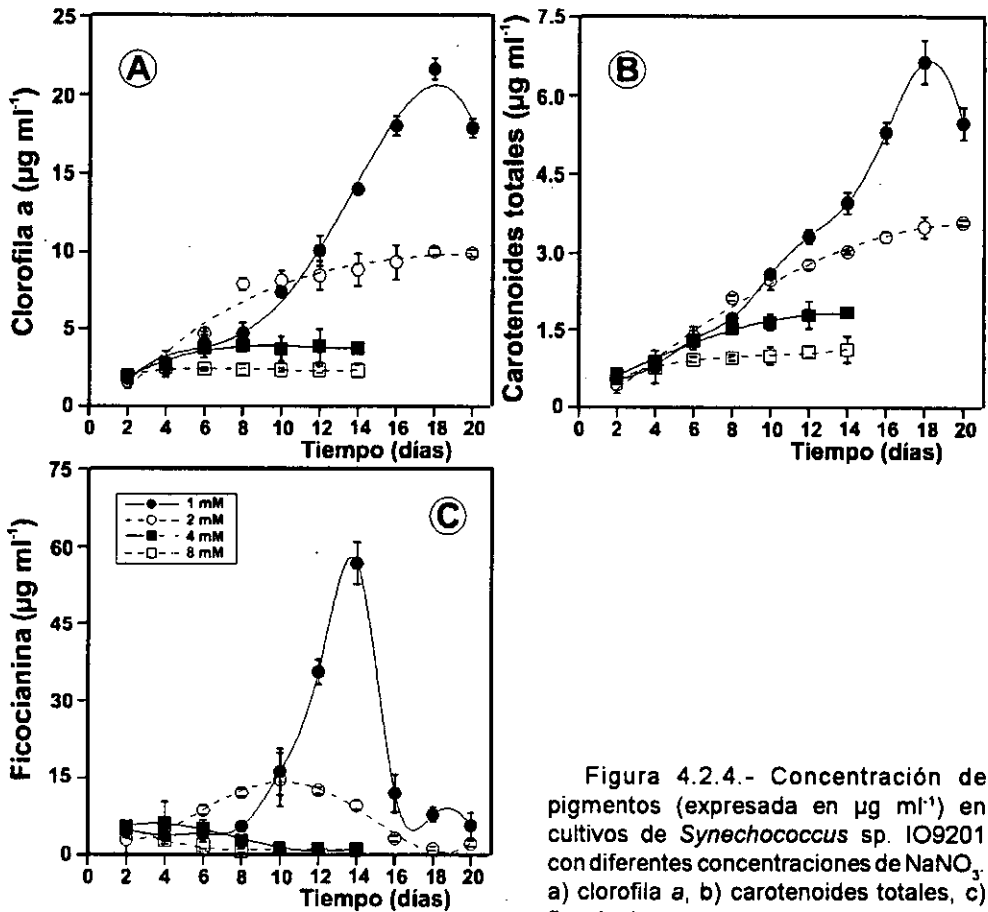 A
Clorofila a (µg ml⁻¹)
25
20
15
10
5
0
0 2 4 6 8 10 12 14 16 18 20
Tiempo (días)
B
Carotenoides totales (µg ml⁻¹)
7.5
6.0
4.5
3.0
1.5
0
0 2 4 6 8 10 12 14 16 18 20
Tiempo (días)
C
Ficocianina (µg ml⁻¹)
75
60
45
30
15
0
1 mM
2 mM
4 mM
8 mM
0 2 4 6 8 10 12 14 16 18 20
Tiempo (días)
Figura 4.2.4.- Concentración de
pigmentos (expresada en µg ml⁻¹) en
cultivos de Synechococcus sp. IO9201
con diferentes concentraciones de NaNO₃.
a) clorofila a, b) carotenoides totales, c)